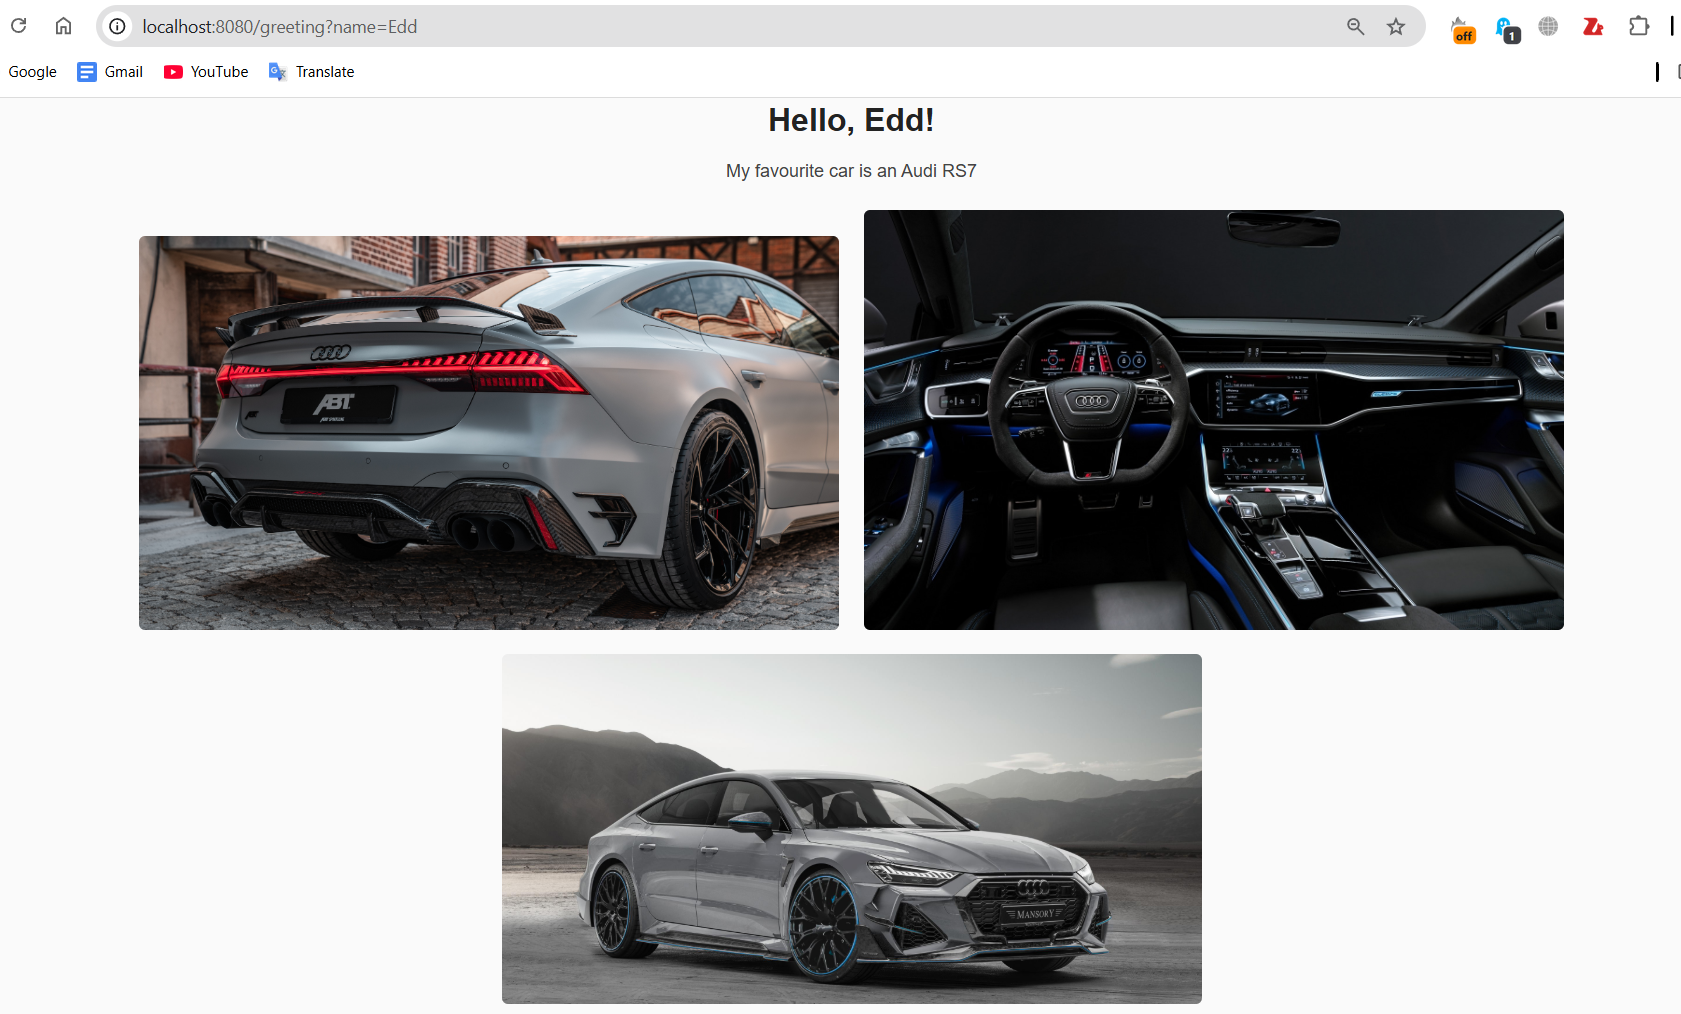 localhost:8080/greeting?name=Edd
off
1
Google
Gmail
YouTube
Translate
Hello, Edd!
My favourite car is an Audi RS7
ABT
MANSORY